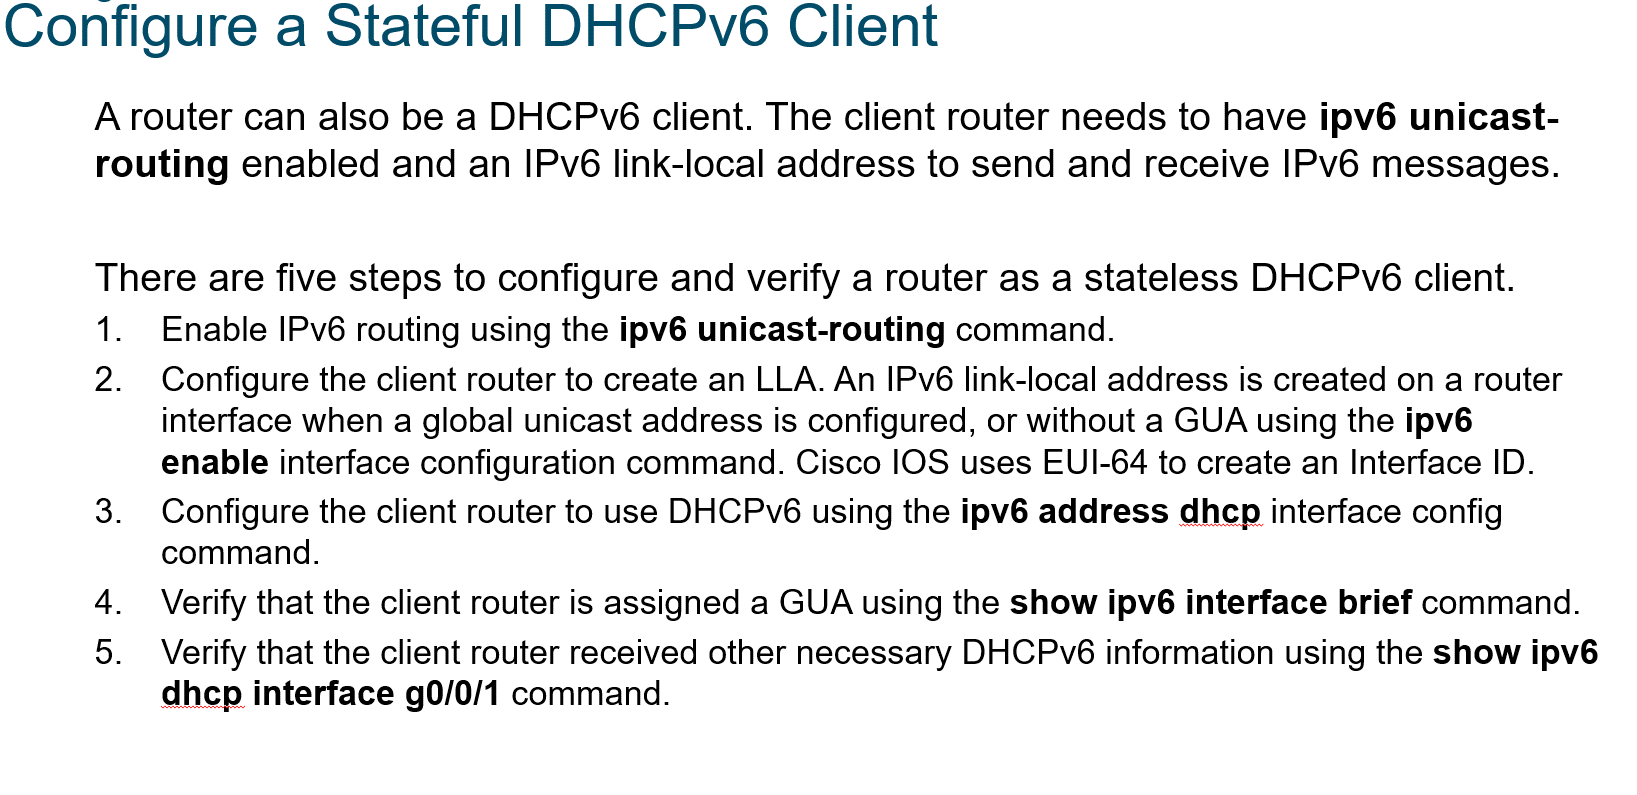 Configure a Stateful DHCPv6 Client
A router can also be a DHCPv6 client. The client router needs to have ipv6 unicast-
routing enabled and an IPv6 link-local address to send and receive IPv6 messages.
There are five steps to configure and verify a router as a stateless DHCPv6 client.
1. Enable IPv6 routing using the ipv6 unicast-routing command.
2. Configure the client router to create an LLA. An IPv6 link-local address is created on a router
interface when a global unicast address is configured, or without a GUA using the ipv6
enable interface configuration command. Cisco IOS uses EUI-64 to create an Interface ID.
3. Configure the client router to use DHCPv6 using the ipv6 address dhcp interface config
command.
4. Verify that the client router is assigned a GUA using the show ipv6 interface brief command.
5. Verify that the client router received other necessary DHCPv6 information using the show ipv6
dhcp interface g0/0/1 command.